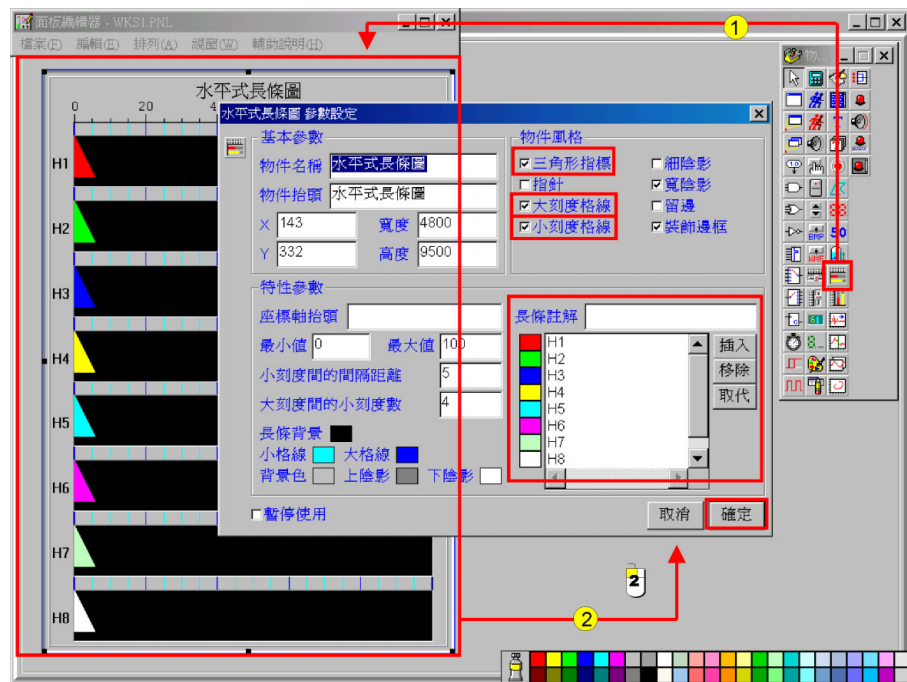 面板編輯器 - WKS1.PNL
檔案(F) 編輯(E) 排列(A) 視窗(W) 輔助說明(H)
1
物...
水平式長條圖
0 20 4
H1
H2
H3
H4
H5
H6
H7
H8
水平式長條圖 參數設定
基本參數
物件名稱 水平式長條圖
物件抬頭 水平式長條圖
X 143 寬度 4800
Y 332 高度 9500
物件風格
三角形指標 細陰影
指針 寬陰影
大刻度格線 留邊
小刻度格線 裝飾邊框
特性參數
座標軸抬頭
最小值 0 最大值 100
小刻度間的間隔距離 5
大刻度間的小刻度數 4
長條背景
小格線 大格線
背景色 上陰影 下陰影
長條註解
H1
H2
H3
H4
H5
H6
H7
H8
插入
移除
取代
暫停使用
取消 確定
2
2
BMP 50
WMF